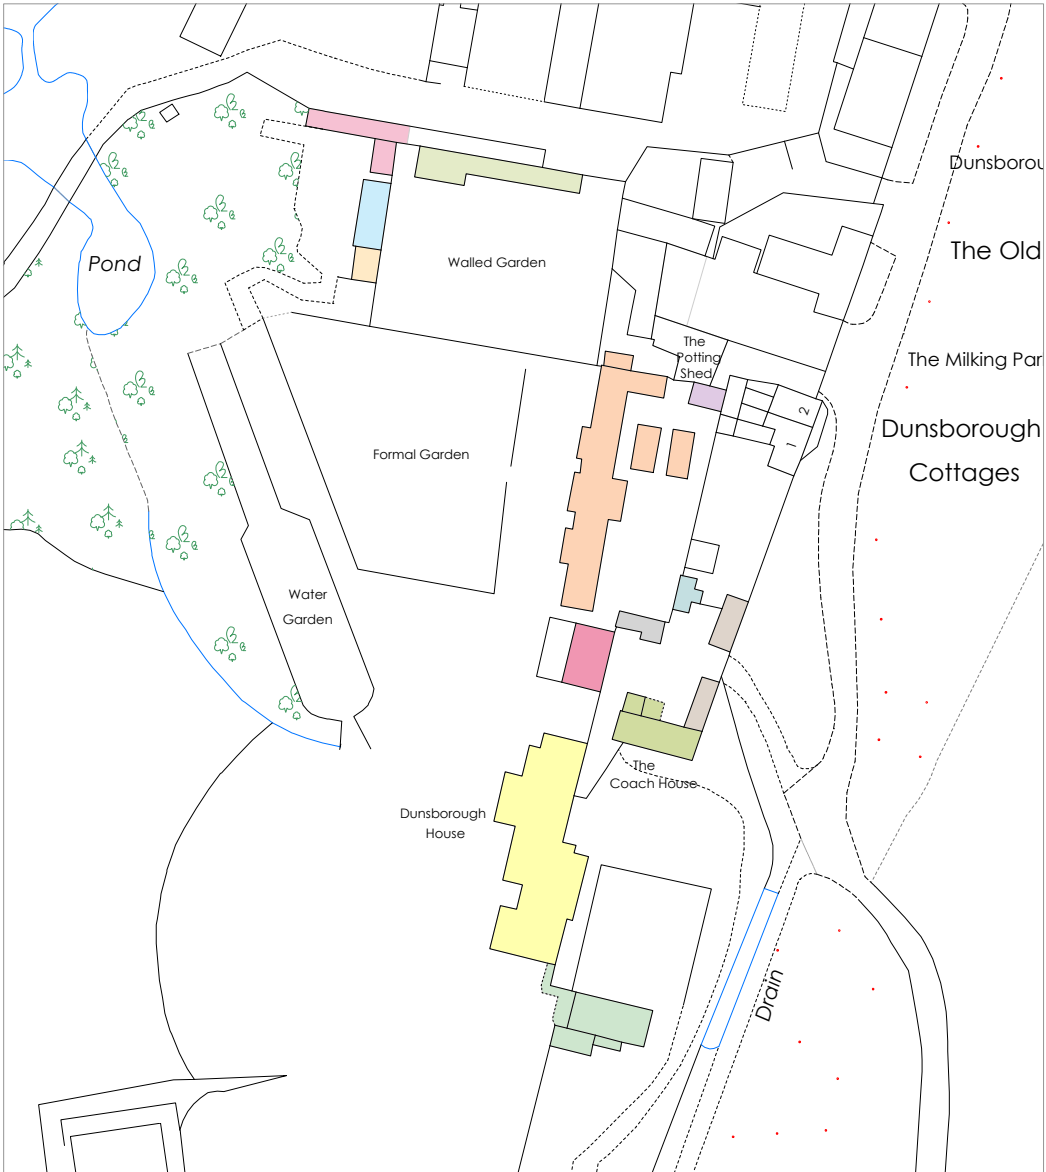 Dunsborou
The Old
Pond
Walled Garden
The
Potting
Shed
The Milking Par
2
1
Dunsborough
Cottages
Formal Garden
Water
Garden
The
Coach House
Dunsborough
House
Drain